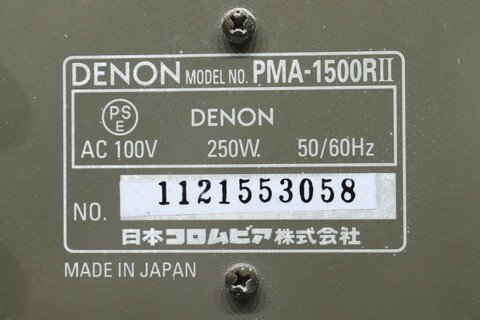 DENON MODEL NO. PMA-1500RII
PS
E
DENON
AC 100V 250W. 50/60Hz
NO. 1121553058
日本コロムビア株式会社
MADE IN JAPAN